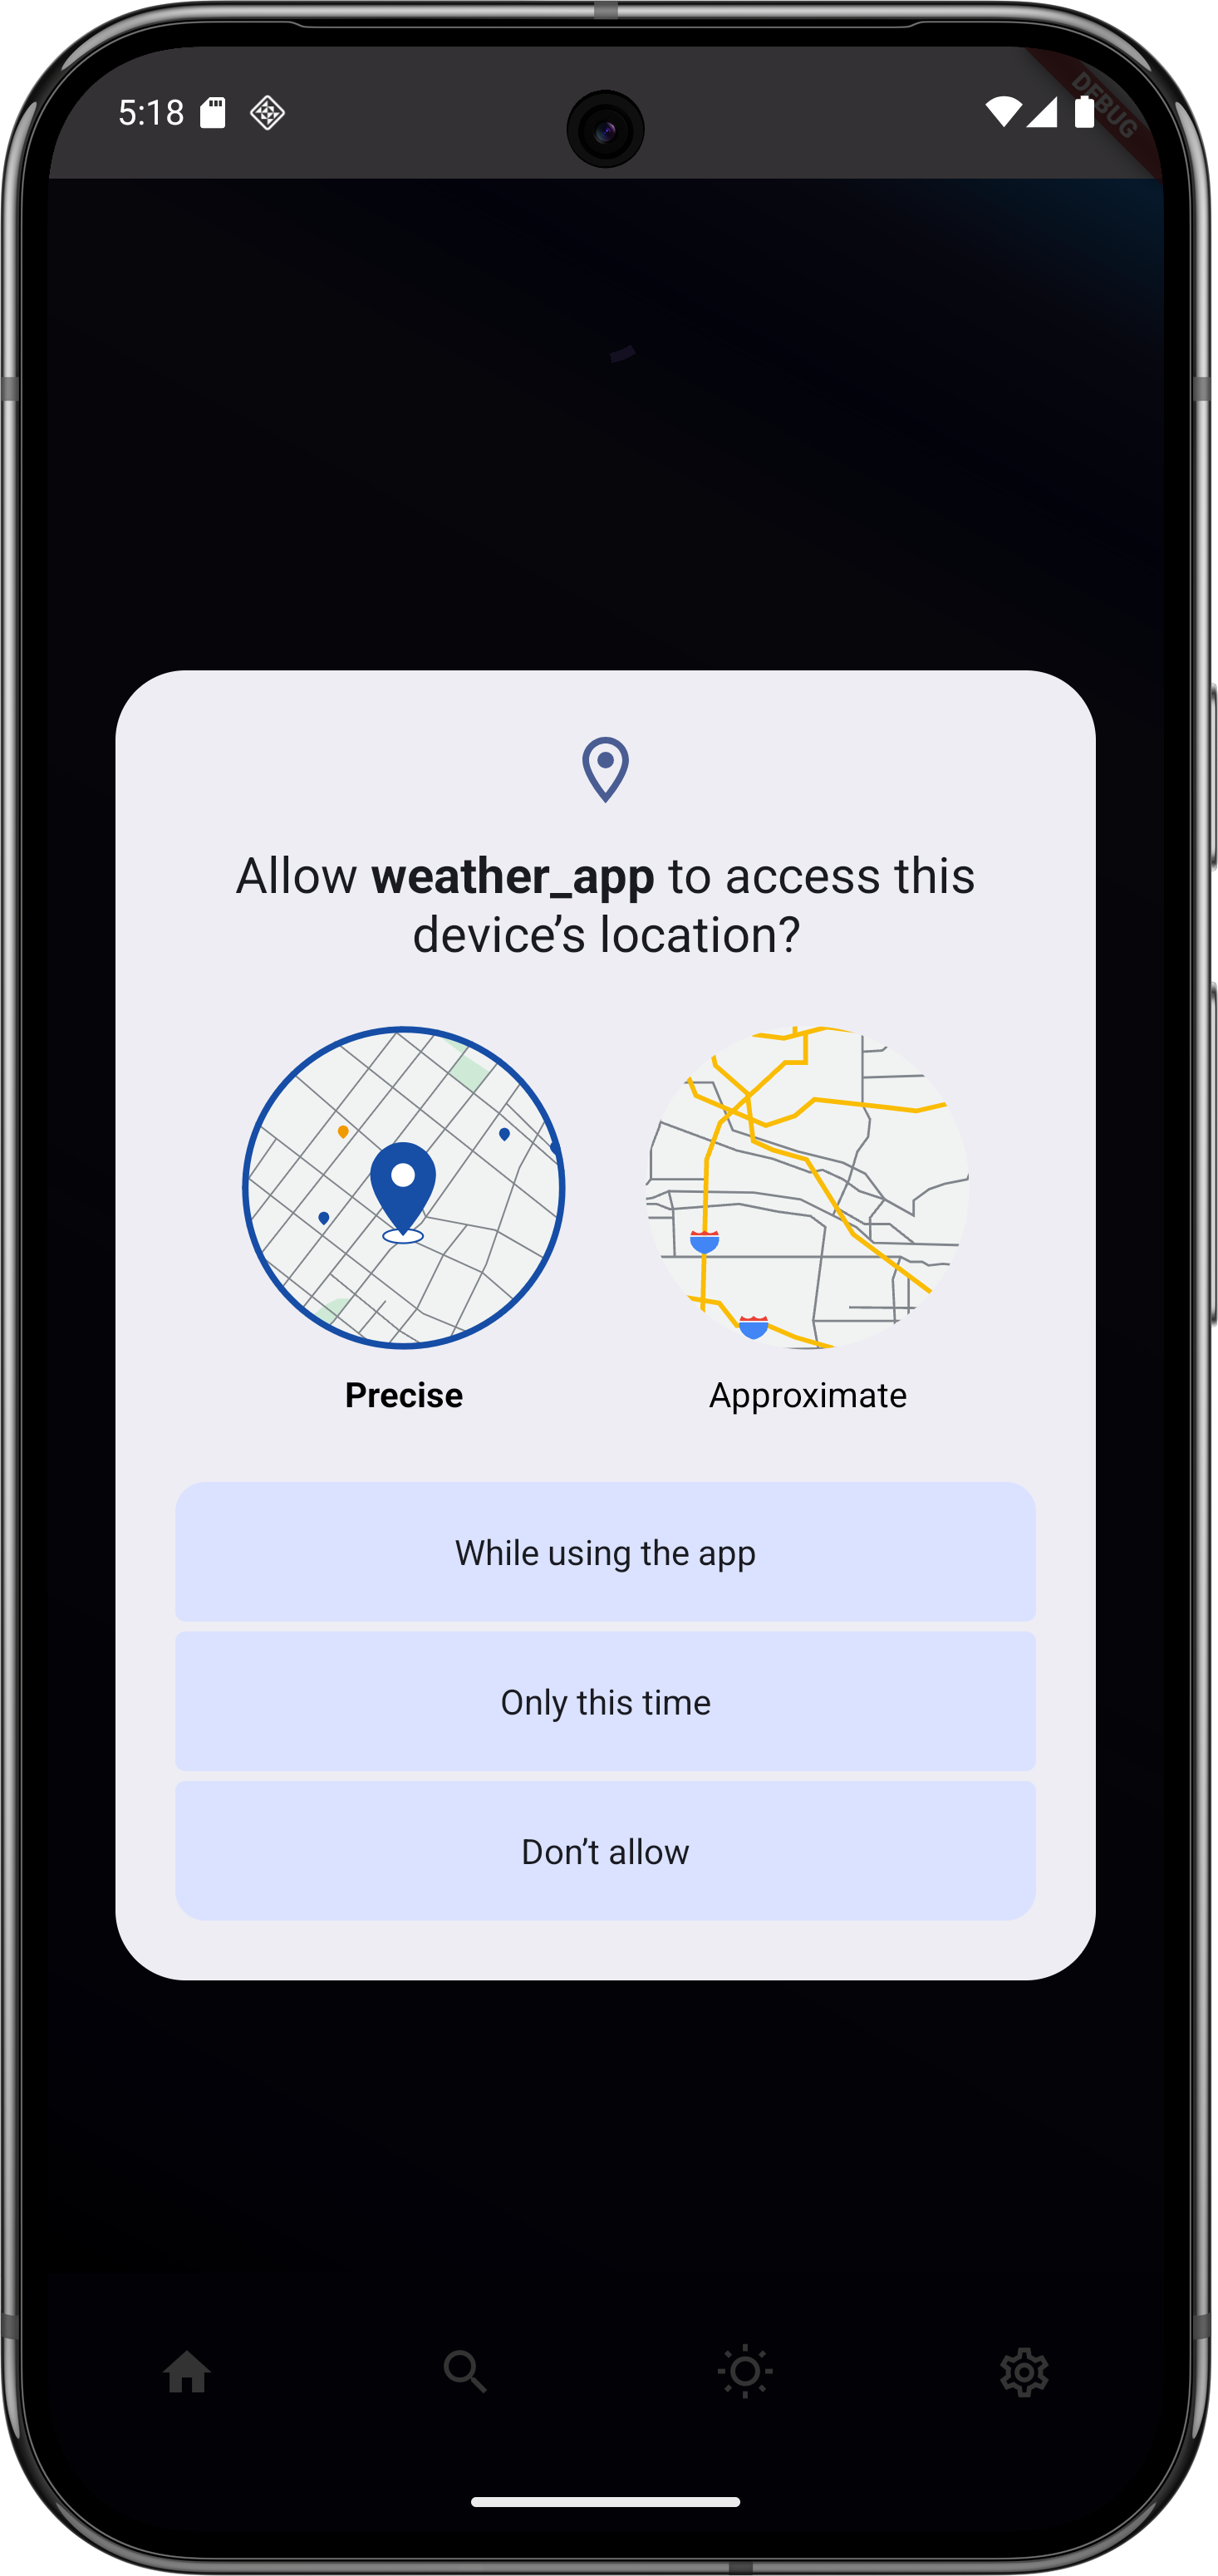 5:18
DEBUG
Allow weather_app to access this
device’s location?
Precise
Approximate
While using the app
Only this time
Don’t allow